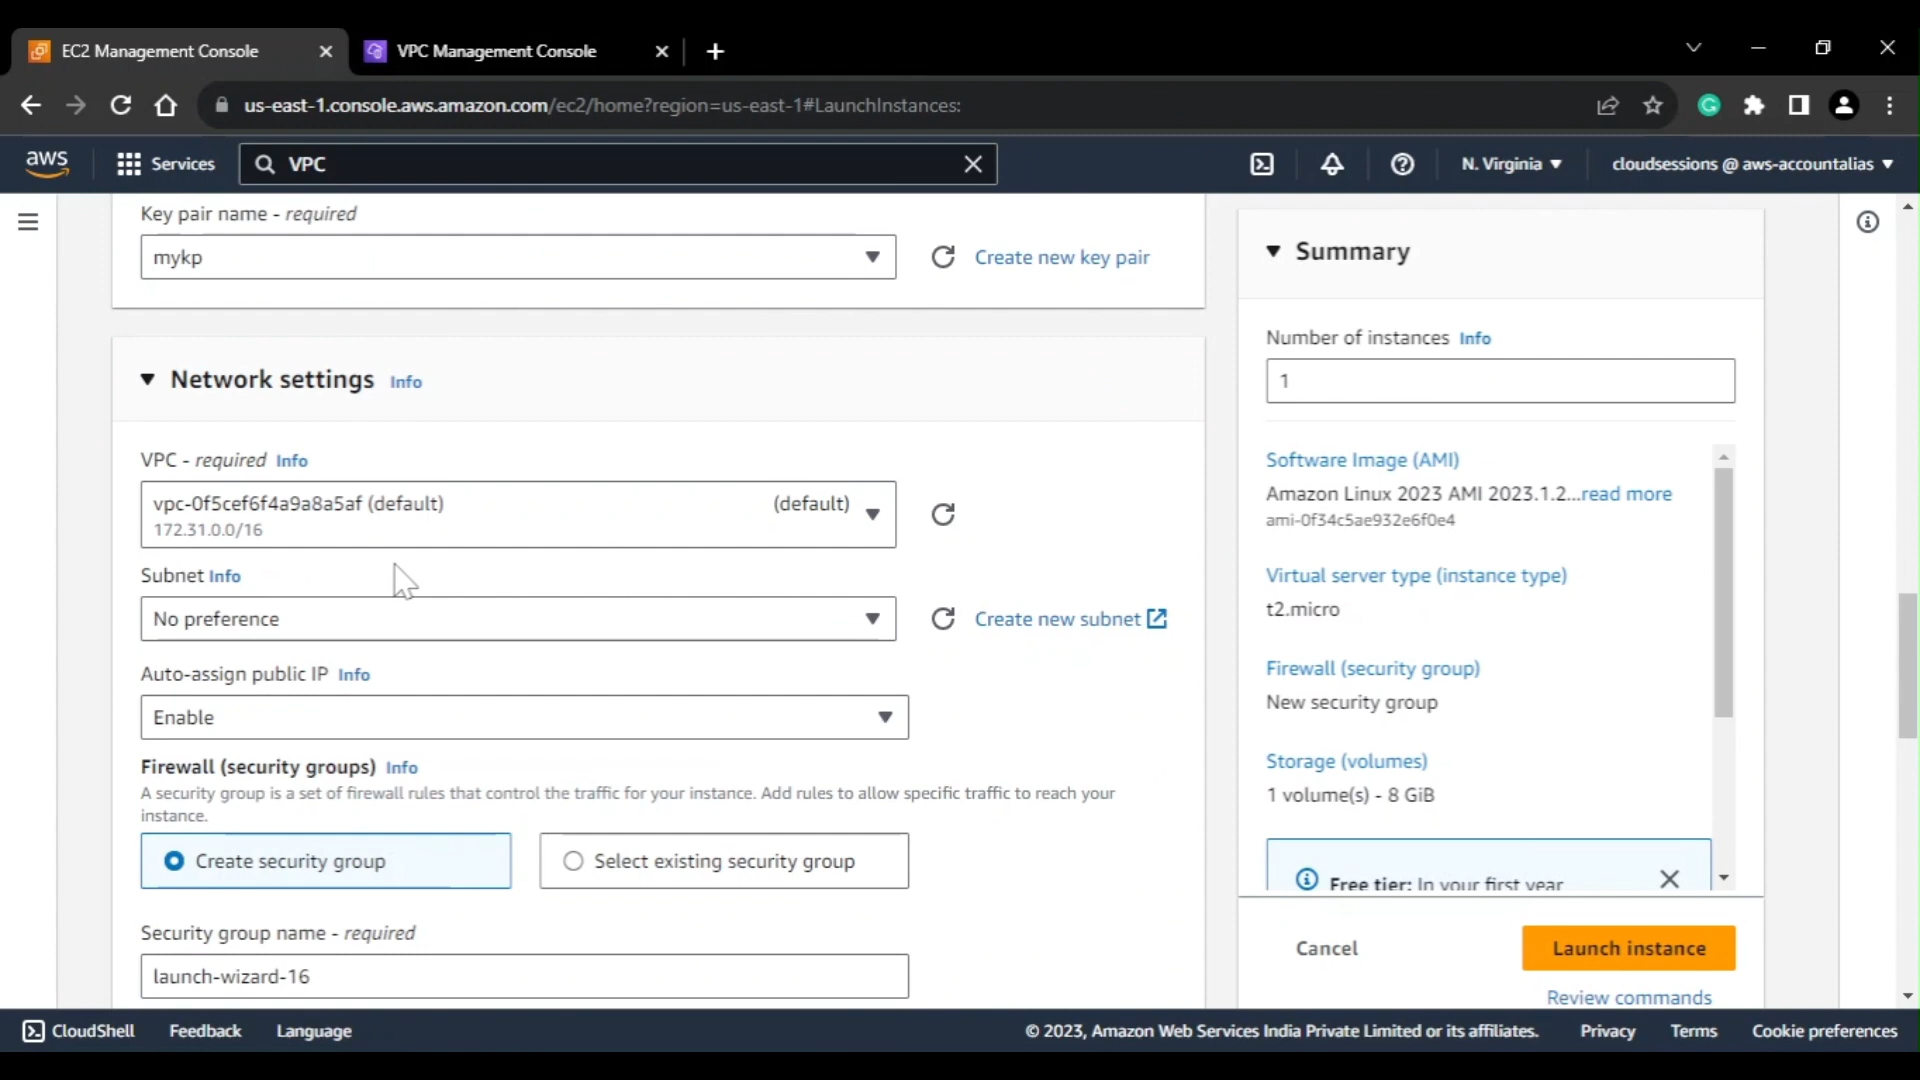 EC2 Management Console
VPC Management Console
us-east-1.console.aws.amazon.com/ec2/home?region=us-east-1#LaunchInstances:
aws
Services
VPC
N. Virginia
cloudsessions @ aws-accountalias
Key pair name - required
mykp
Create new key pair
Network settings Info
VPC - required Info
vpc-0f5cef6f4a9a8a5af (default) (default)
172.31.0.0/16
Subnet Info
No preference
Create new subnet
Auto-assign public IP Info
Enable
Firewall (security groups) Info
A security group is a set of firewall rules that control the traffic for your instance. Add rules to allow specific traffic to reach your
instance.
Create security group
Select existing security group
Security group name - required
launch-wizard-16
Summary
Number of instances Info
1
Software Image (AMI)
Amazon Linux 2023 AMI 2023.1.2...read more
ami-0f34c5ae932e6f0e4
Virtual server type (instance type)
t2.micro
Firewall (security group)
New security group
Storage (volumes)
1 volume(s) - 8 GiB
Free tier: In your first year
Cancel
Launch instance
Review commands
CloudShell
Feedback
Language
© 2023, Amazon Web Services India Private Limited or its affiliates.
Privacy
Terms
Cookie preferences